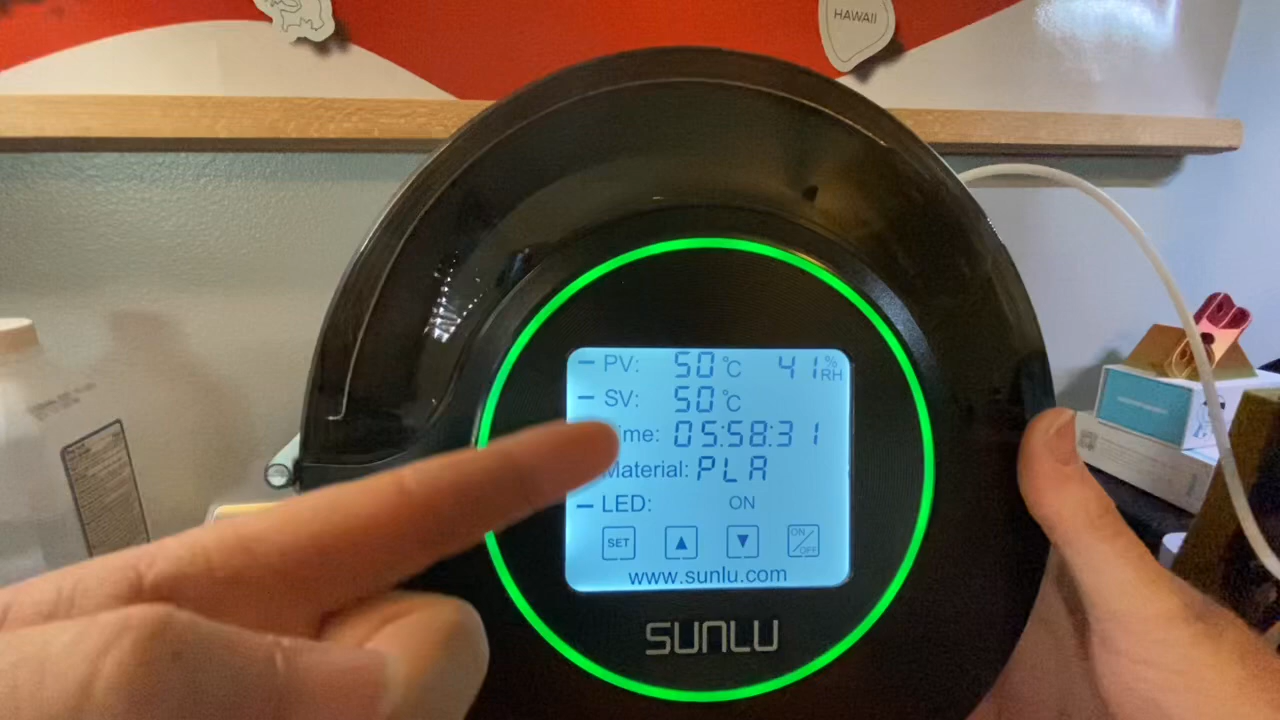 HAWAII
PV: 50 °C 41 % RH
SV: 50 °C
ime: 05:58:31
Material: PLA
LED: ON
SET ▲ ▼ ON/OFF
www.sunlu.com
SUNLU